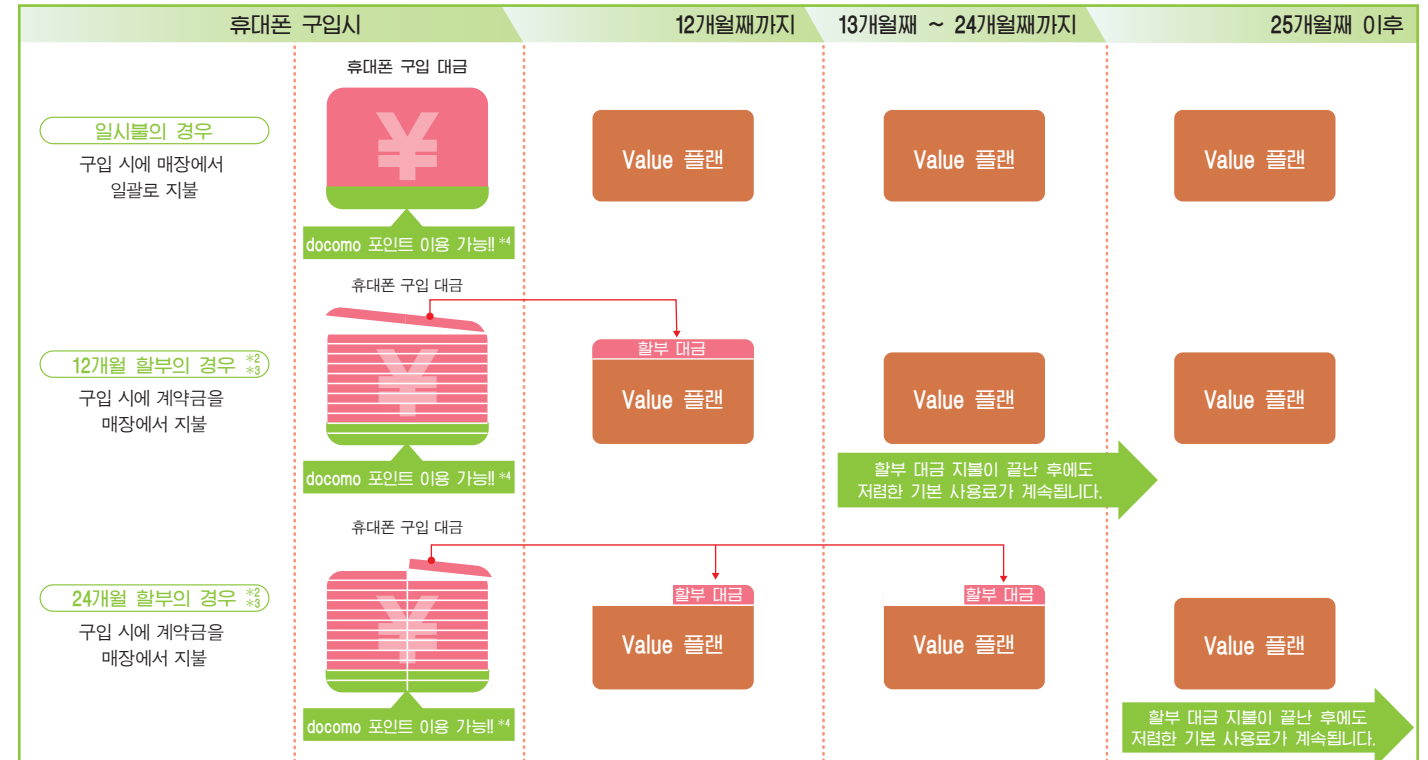 휴대폰 구입시
12개월째까지
13개월째 ~ 24개월째까지
25개월째 이후
일시불의 경우
구입 시에 매장에서
일괄로 지불
휴대폰 구입 대금
¥
docomo 포인트 이용 가능!! *4
Value 플랜
Value 플랜
Value 플랜
12개월 할부의 경우 *2 *3
구입 시에 계약금을
매장에서 지불
휴대폰 구입 대금
¥
docomo 포인트 이용 가능!! *4
할부 대금
Value 플랜
Value 플랜
Value 플랜
할부 대금 지불이 끝난 후에도
저렴한 기본 사용료가 계속됩니다.
24개월 할부의 경우 *2 *3
구입 시에 계약금을
매장에서 지불
휴대폰 구입 대금
¥
docomo 포인트 이용 가능!! *4
할부 대금
Value 플랜
할부 대금
Value 플랜
Value 플랜
할부 대금 지불이 끝난 후에도
저렴한 기본 사용료가 계속됩니다.